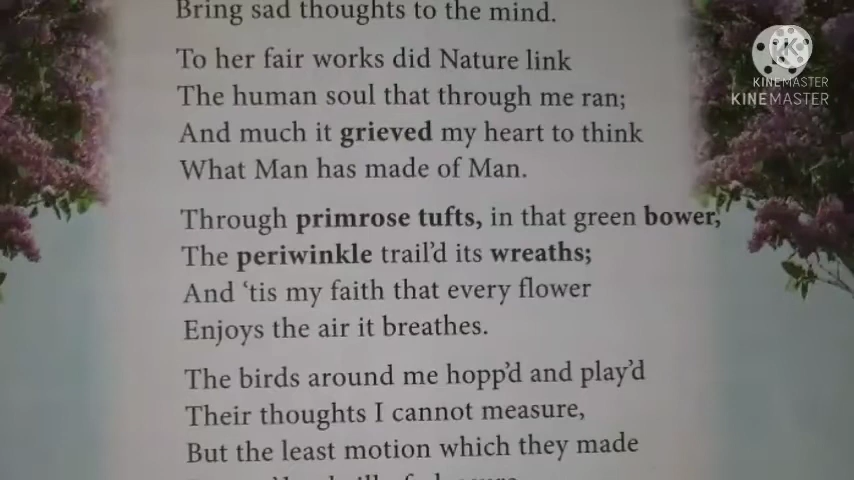 Bring sad thoughts to the mind.
To her fair works did Nature link
The human soul that through me ran;
And much it grieved my heart to think
What Man has made of Man.
Through primrose tufts, in that green bower,
The periwinkle trail'd its wreaths;
And 'tis my faith that every flower
Enjoys the air it breathes.
The birds around me hopp'd and play'd
Their thoughts I cannot measure,
But the least motion which they made
KINEMASTER
KINEMASTER